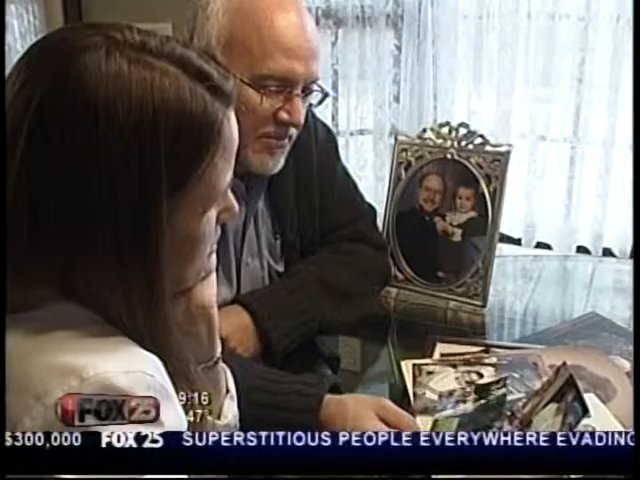 FOX 25
9:16
47
$300,000 FOX 25 SUPERSTITIOUS PEOPLE EVERYWHERE EVADING